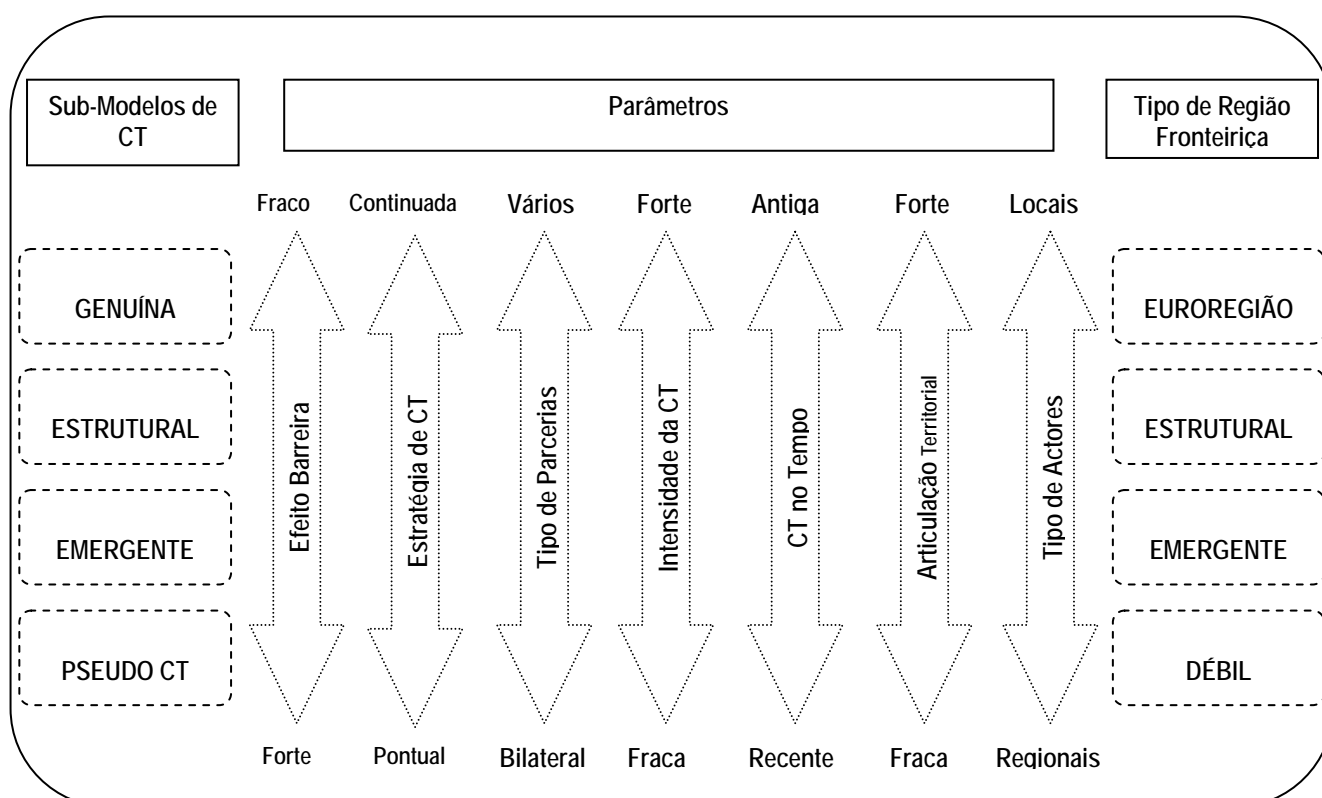 Sub-Modelos de
CT
Parâmetros
Tipo de Região
Fronteiriça
Fraco
Continuada
Vários
Forte
Antiga
Forte
Locais
GENUÍNA
ESTRUTURAL
EMERGENTE
PSEUDO CT
Efeito Barreira
Estratégia de CT
Tipo de Parcerias
Intensidade da CT
CT no Tempo
Articulação Territorial
Tipo de Actores
EUROREGIÃO
ESTRUTURAL
EMERGENTE
DÉBIL
Forte
Pontual
Bilateral
Fraca
Recente
Fraca
Regionais